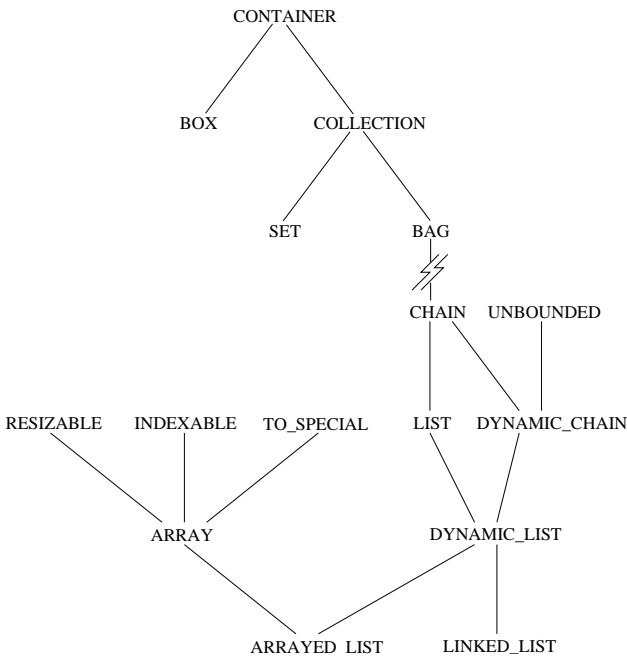 CONTAINER
BOX
COLLECTION
SET
BAG
CHAIN
UNBOUNDED
RESIZABLE
INDEXABLE
TO_SPECIAL
LIST
DYNAMIC_CHAIN
ARRAY
DYNAMIC_LIST
ARRAYED_LIST
LINKED_LIST